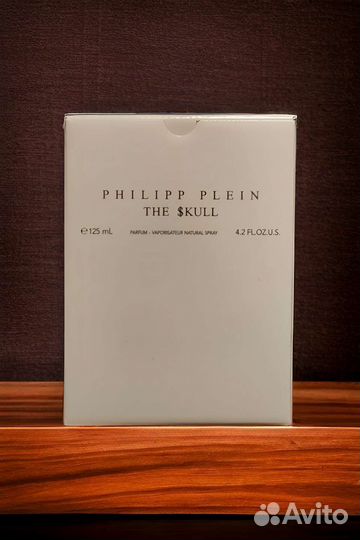 PHILIPP PLEIN
THE $KULL
℮125 mL PARFUM - VAPORISATEUR NATURAL SPRAY 4.2 FL.OZ.U.S.
Avito